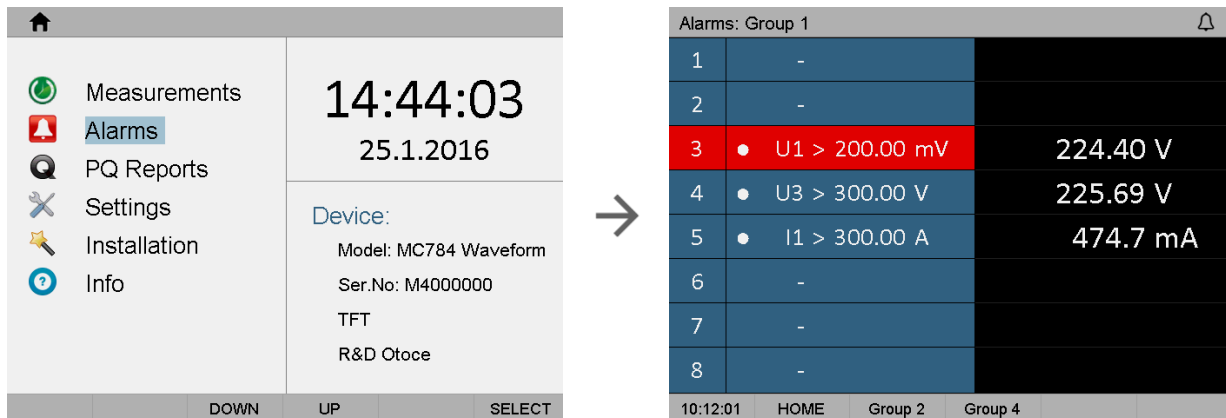 Measurements
Alarms
PQ Reports
Settings
Installation
Info
14:44:03
25.1.2016
Device:
Model: MC784 Waveform
Ser.No: M4000000
TFT
R&D Otoce
DOWN UP SELECT
Alarms: Group 1
1 -
2 -
3 ● U1 > 200.00 mV 224.40 V
4 ● U3 > 300.00 V 225.69 V
5 ● I1 > 300.00 A 474.7 mA
6 -
7 -
8 -
10:12:01 HOME Group 2 Group 4